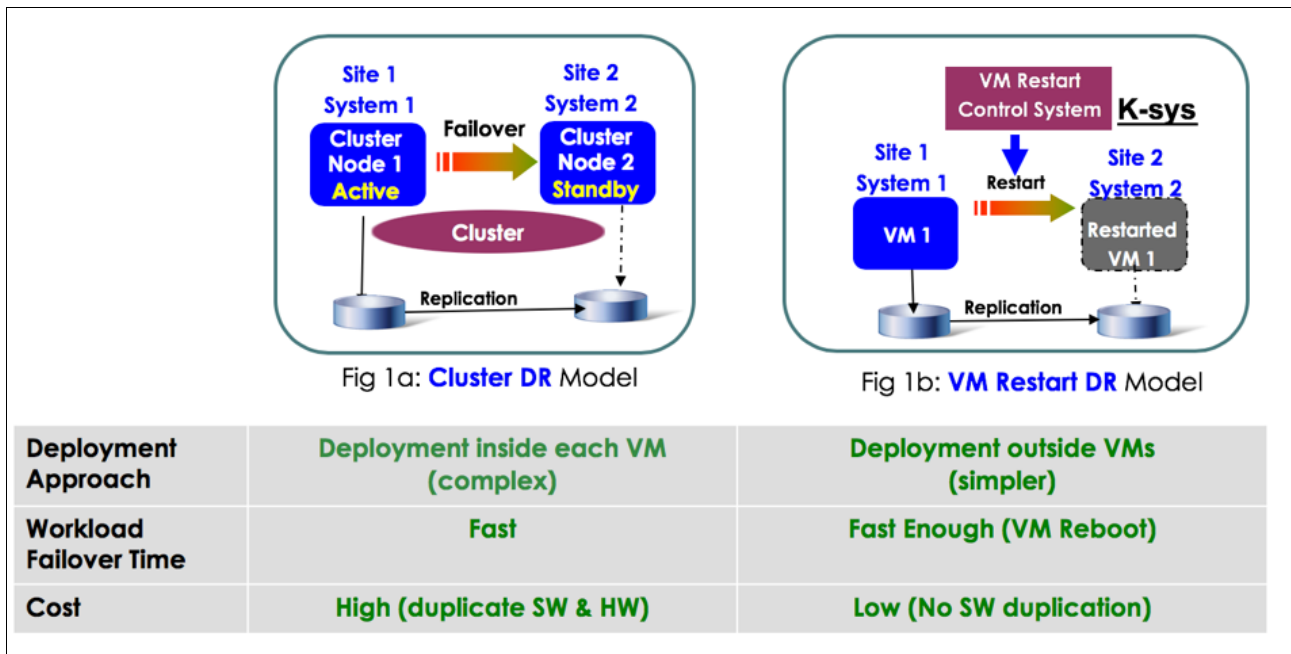 Site 1
System 1
Site 2
System 2
Cluster
Node 1
Active
Failover
Cluster
Node 2
Standby
Cluster
Replication
Fig 1a: Cluster DR Model
VM Restart
Control System
K-sys
Site 1
System 1
Restart
Site 2
System 2
VM 1
Restarted
VM 1
Replication
Fig 1b: VM Restart DR Model
Deployment
Approach
Deployment inside each VM
(complex)
Deployment outside VMs
(simpler)
Workload
Failover Time
Fast
Fast Enough (VM Reboot)
Cost
High (duplicate SW & HW)
Low (No SW duplication)